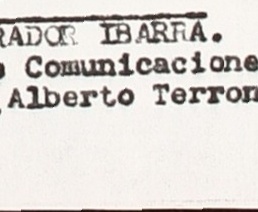 RADOR IBARRA.
o Comunicacione
Alberto Terron